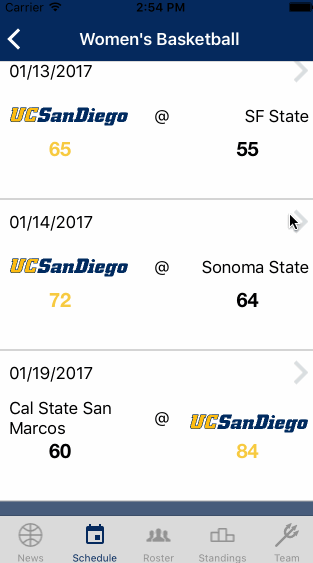 Carrier 2:54 PM
Women's Basketball
01/13/2017
UCSanDiego @ SF State
65 55
01/14/2017
UCSanDiego @ Sonoma State
72 64
01/19/2017
Cal State San
Marcos @ UCSanDiego
60 84
News Schedule Roster Standings Team